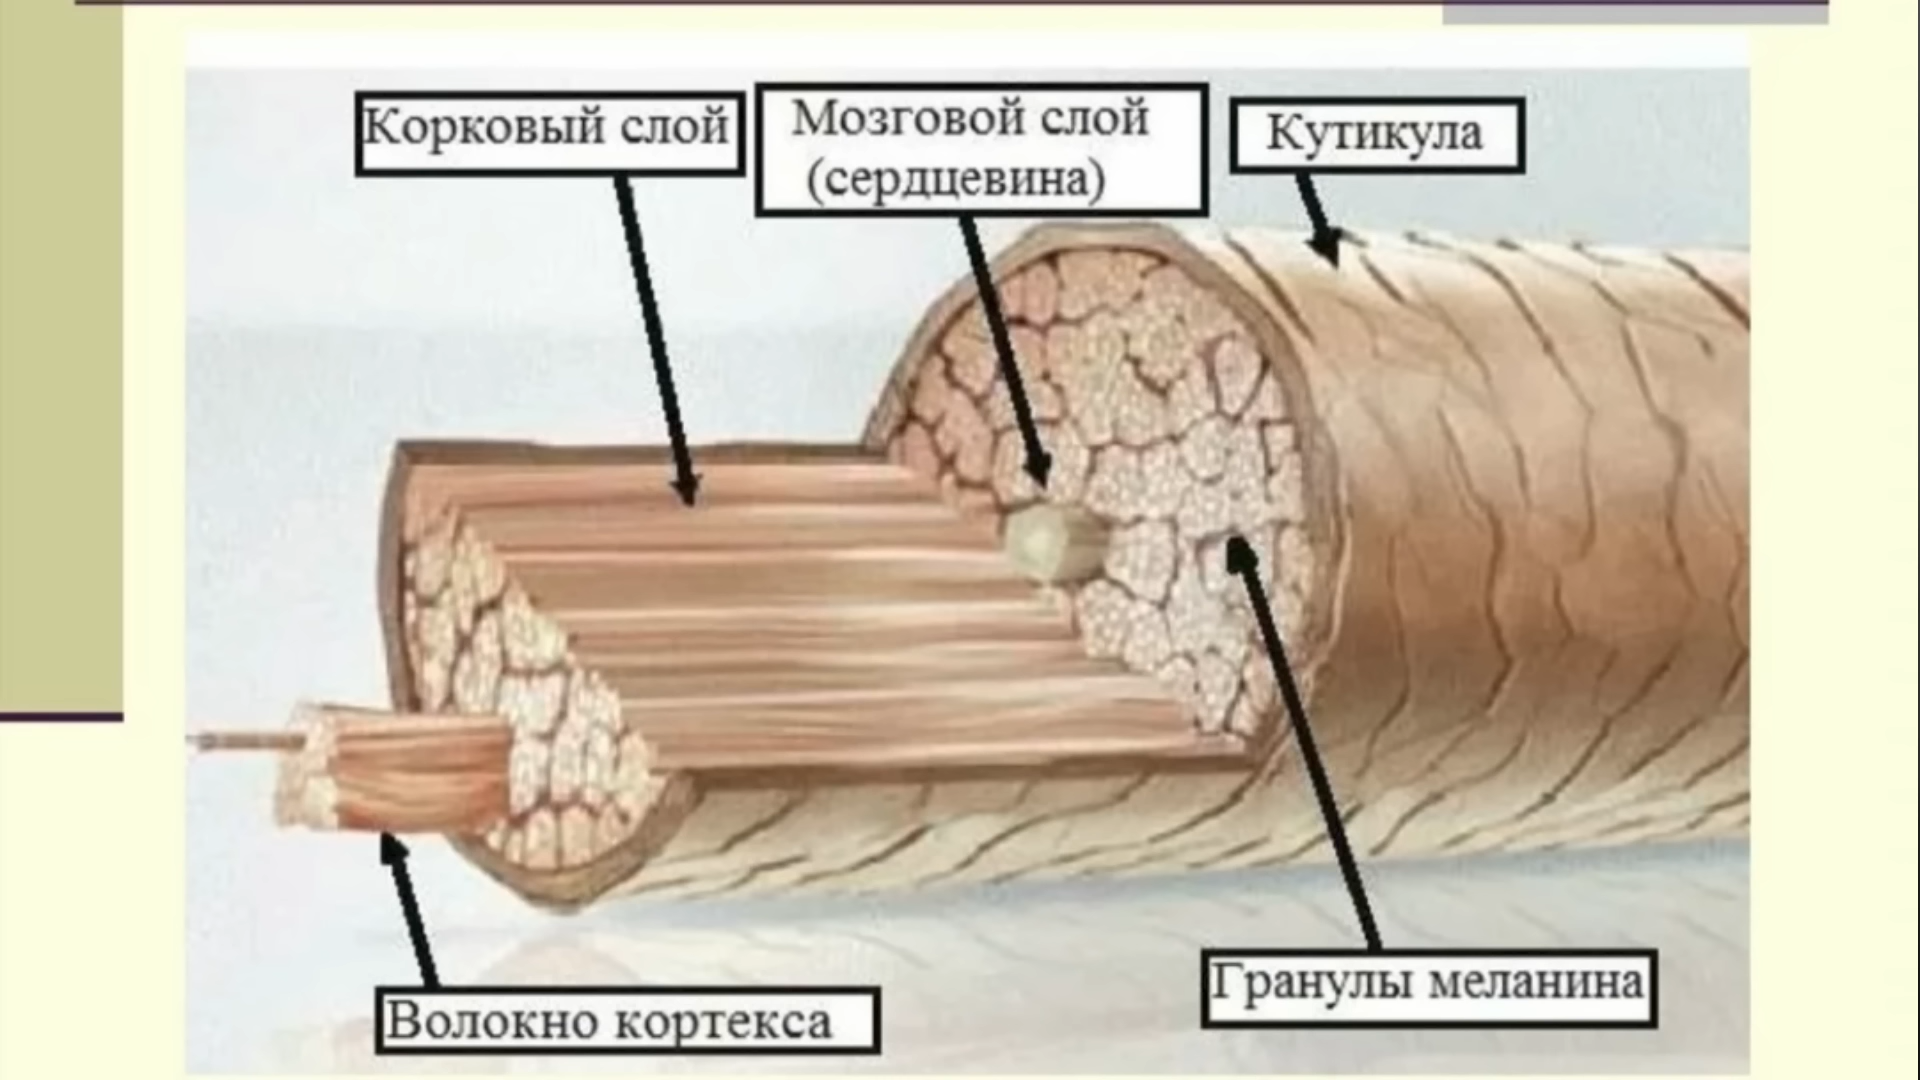 Корковый слой
Мозговой слой
(сердцевина)
Кутикула
Волокно кортекса
Гранулы меланина